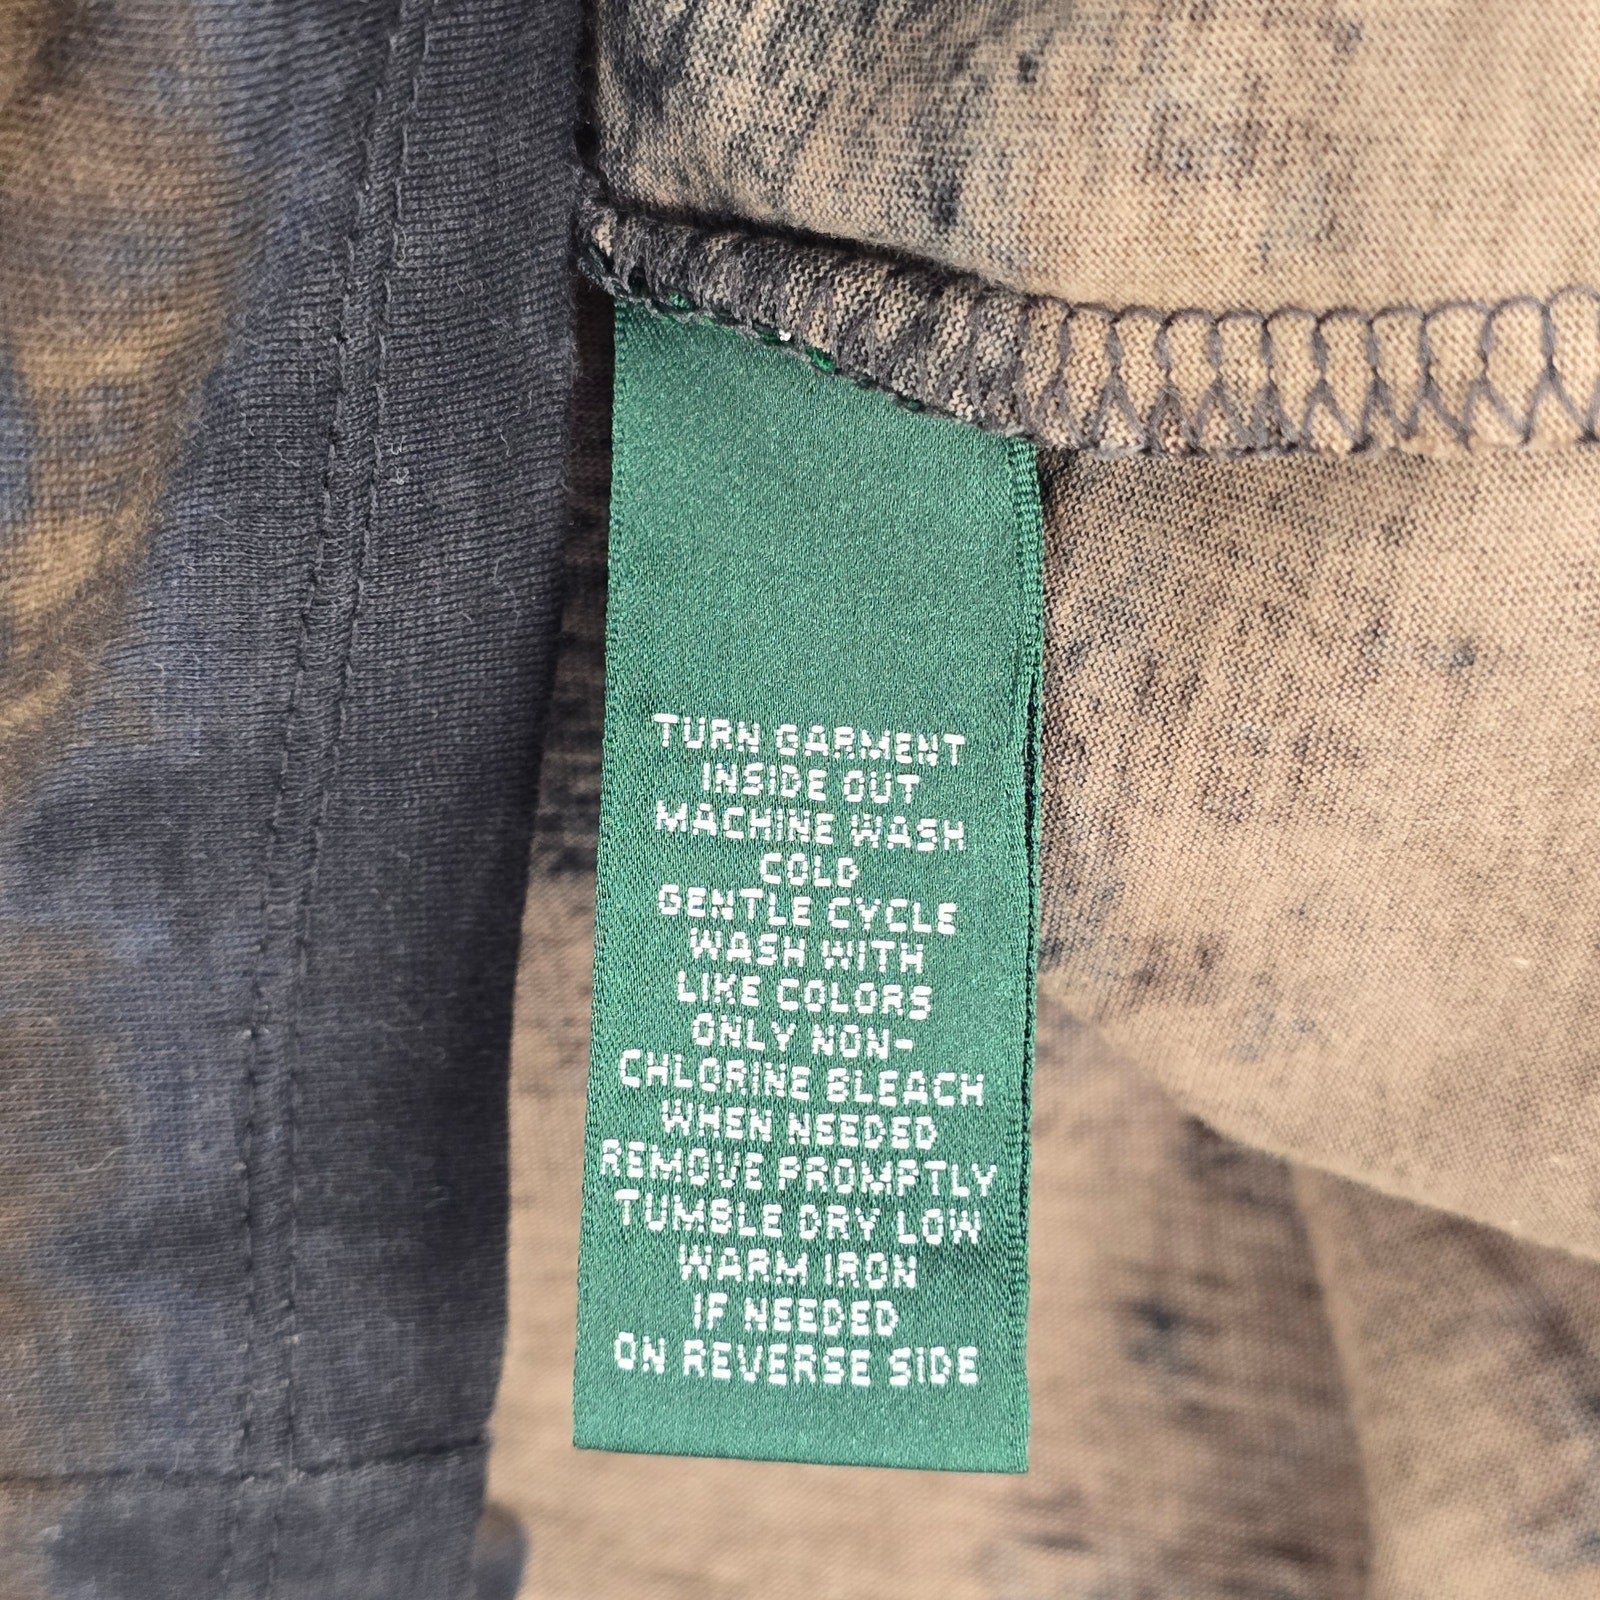 TURN GARMENT
INSIDE OUT
MACHINE WASH
COLD
GENTLE CYCLE
WASH WITH
LIKE COLORS
ONLY NON-
CHLORINE BLEACH
WHEN NEEDED
REMOVE PROMPTLY
TUMBLE DRY LOW
WARM IRON
IF NEEDED
ON REVERSE SIDE